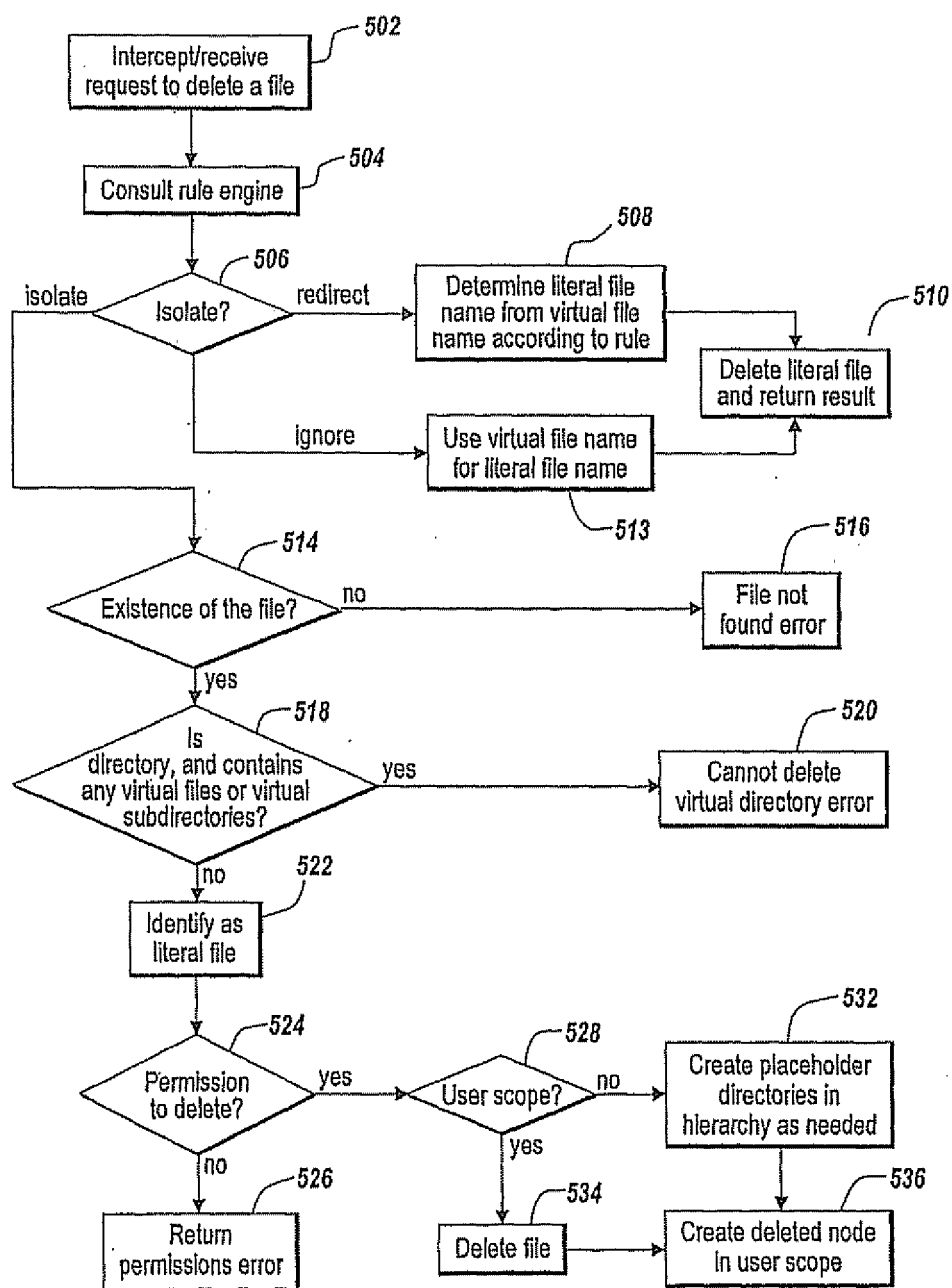 502
Intercept/receive
request to delete a file
504
Consult rule engine
506
Isolate?
isolate
redirect
508
Determine literal file
name from virtual file
name according to rule
510
Delete literal file
and return result
ignore
Use virtual file name
for literal file name
513
514
Existence of the file?
no
516
File not
found error
yes
518
Is
directory, and contains
any virtual files or virtual
subdirectories?
yes
520
Cannot delete
virtual directory error
no
522
Identify as
literal file
524
Permission
to delete?
yes
528
User scope?
no
532
Create placeholder
directories in
hierarchy as needed
no
526
Return
permissions error
yes
534
Delete file
536
Create deleted node
in user scope